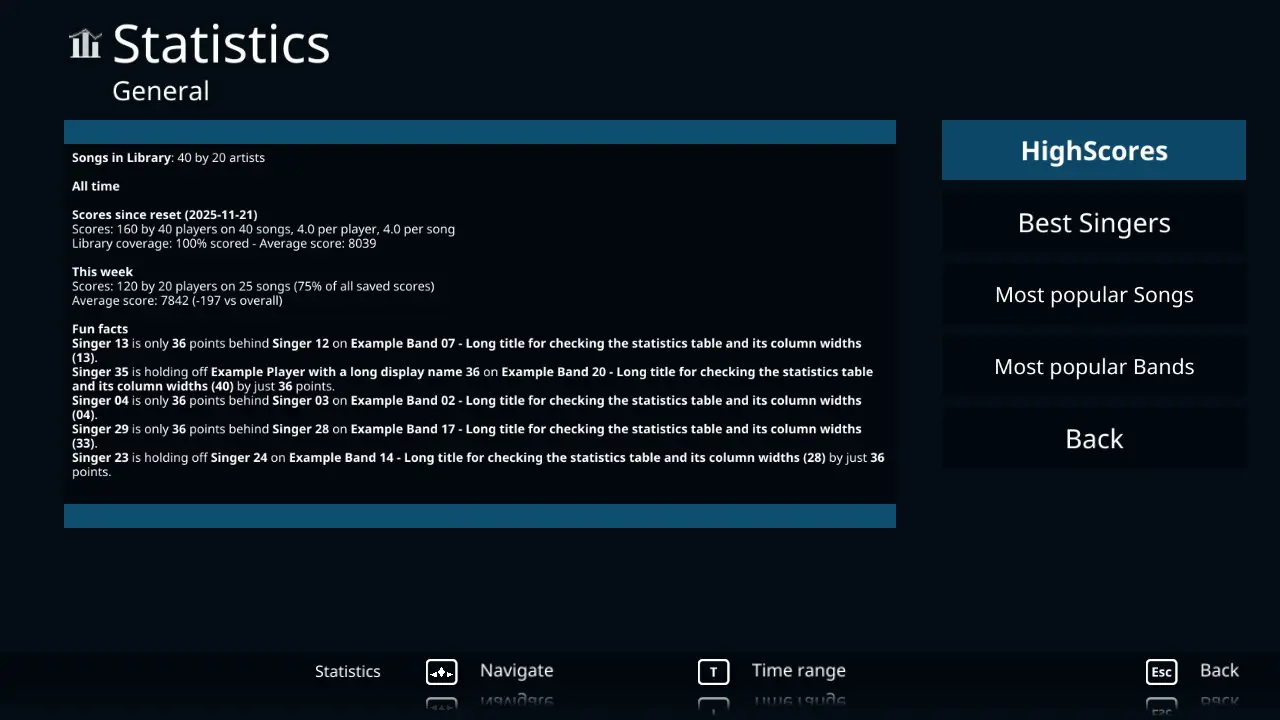 Statistics
General
Songs in Library: 40 by 20 artists
All time
Scores since reset (2025-11-21)
Scores: 160 by 40 players on 40 songs, 4.0 per player, 4.0 per song
Library coverage: 100% scored - Average score: 8039
This week
Scores: 120 by 20 players on 25 songs (75% of all saved scores)
Average score: 7842 (-197 vs overall)
Fun facts
Singer 13 is only 36 points behind Singer 12 on Example Band 07 - Long title for checking the statistics table and its column widths
(13).
Singer 35 is holding off Example Player with a long display name 36 on Example Band 20 - Long title for checking the statistics table
and its column widths (40) by just 36 points.
Singer 04 is only 36 points behind Singer 03 on Example Band 02 - Long title for checking the statistics table and its column widths
(04).
Singer 29 is only 36 points behind Singer 28 on Example Band 17 - Long title for checking the statistics table and its column widths
(33).
Singer 23 is holding off Singer 24 on Example Band 14 - Long title for checking the statistics table and its column widths (28) by just 36
points.
HighScores
Best Singers
Most popular Songs
Most popular Bands
Back
Statistics
Navigate
T
Time range
Esc
Back